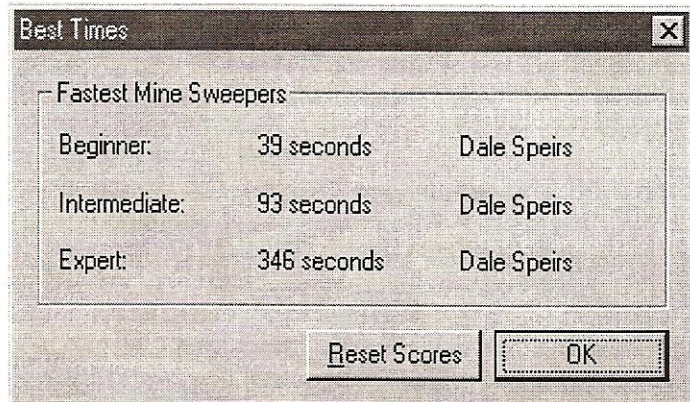 Best Times
Fastest Mine Sweepers
Beginner: 39 seconds Dale Speirs
Intermediate: 93 seconds Dale Speirs
Expert: 346 seconds Dale Speirs
Reset Scores OK